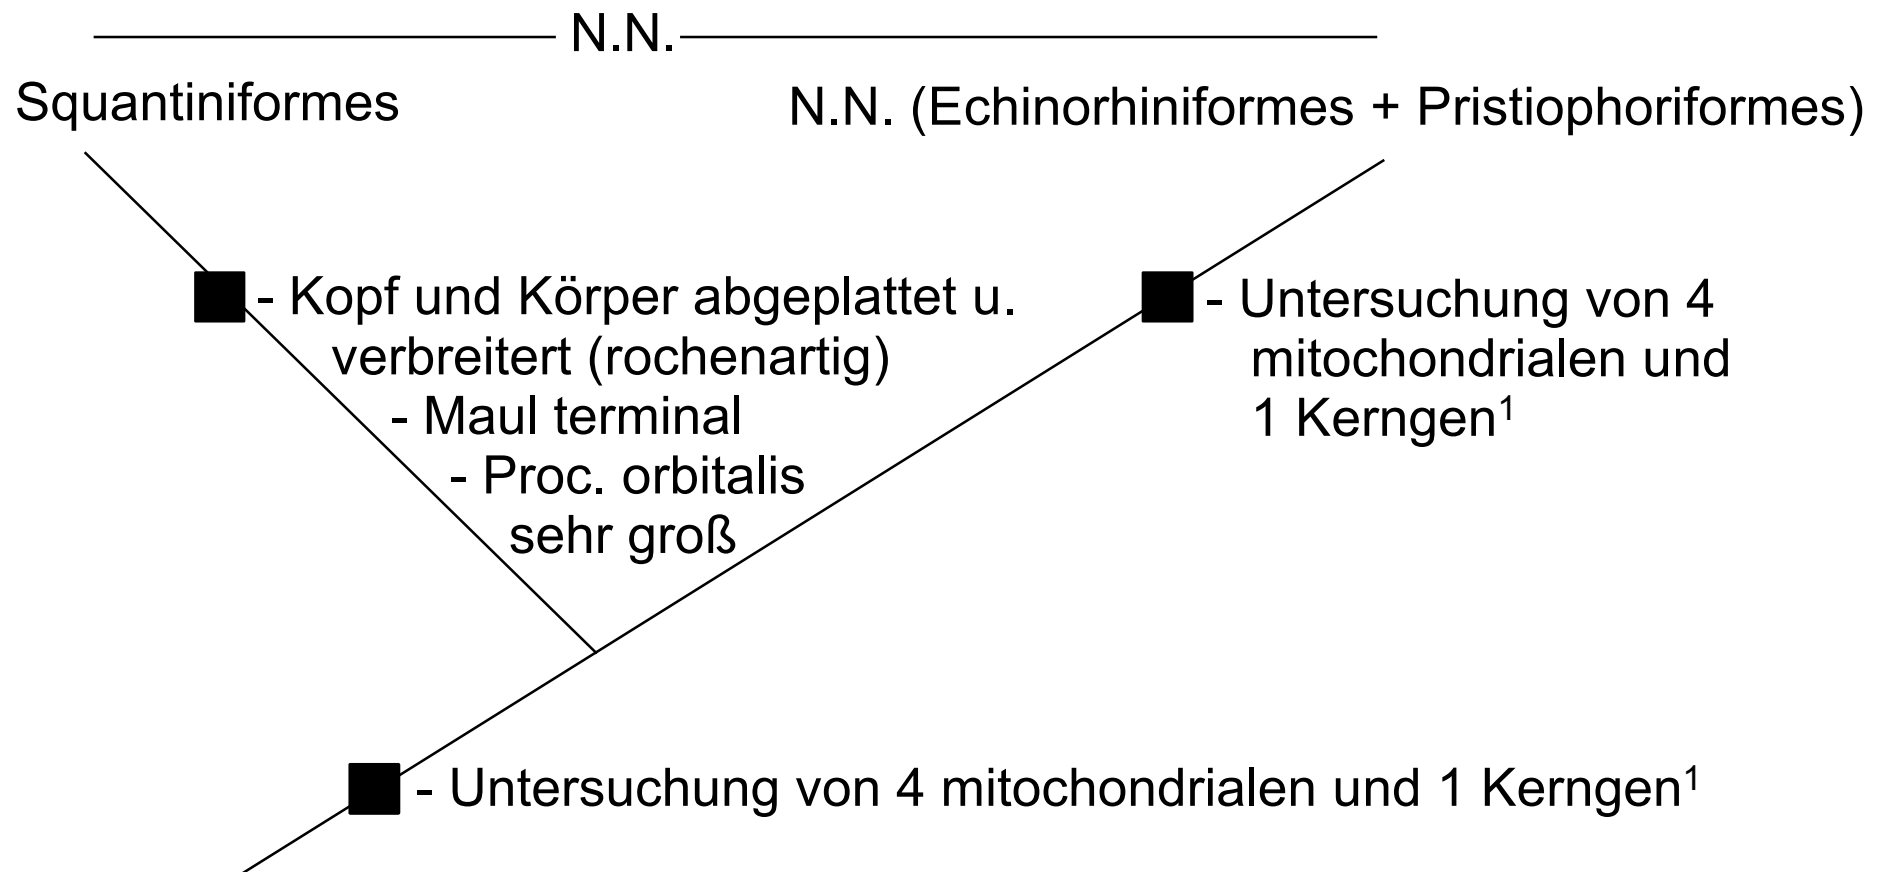 N.N.
Squantiniformes
N.N. (Echinorhiniformes + Pristiophoriformes)
- Kopf und Körper abgeplattet u.
verbreitert (rochenartig)
- Maul terminal
- Proc. orbitalis
sehr groß
- Untersuchung von 4
mitochondrialen und
1 Kerngen¹
- Untersuchung von 4 mitochondrialen und 1 Kerngen¹